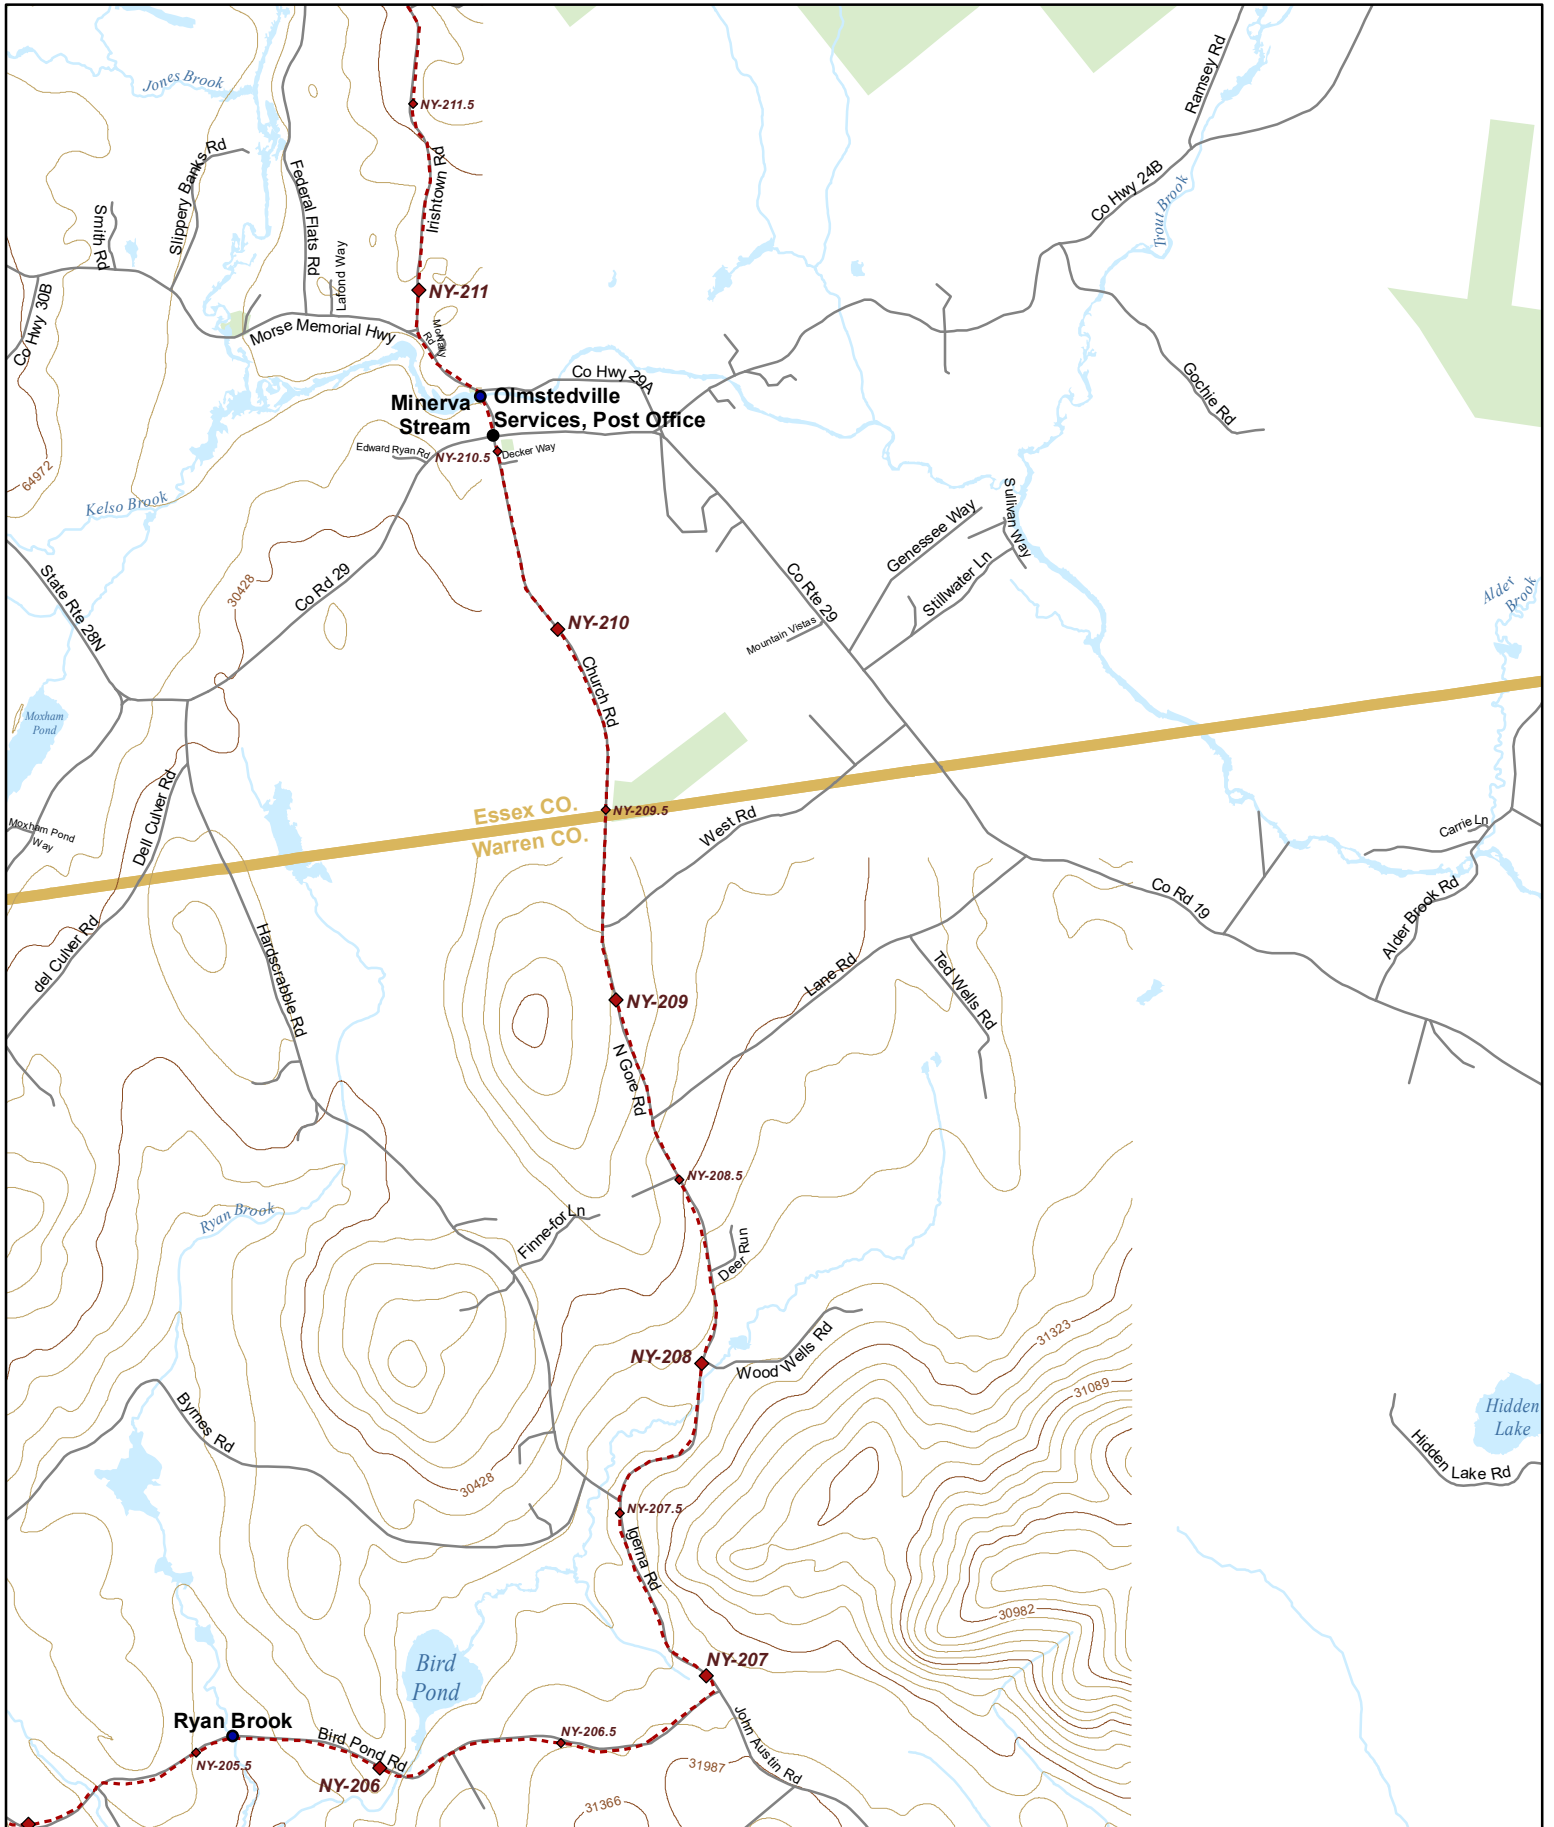 Jones Brook
NY-211.5
Ramsey Rd
Slippery Banks Rd
Federal Flats Rd
Irishtown Rd
Co Hwy 24B
Trout Brook
Smith Rd
Lafond Way
NY-211
Co Hwy 30B
Morse Memorial Hwy
Rd
Co Hwy 29A
Gochie Rd
Minerva
Stream
Olmstedville
Services, Post Office
Edward Ryan Rd
NY-210.5
Decker Way
64972
Kelso Brook
Sullivan Way
Genessee Way
Stillwater Ln
State Rte 28N
30428
Co Rd 29
Co Rte 29
Alder
Brook
NY-210
Mountain Vistas
Church Rd
Moxham
Pond
Dell Culver Rd
Essex CO.
NY-209.5
Warren CO.
West Rd
Moxham Pond
Way
Carrie Ln
Co Rd 19
Alder Brook Rd
del Culver Rd
Hardscrabble Rd
Lane Rd
Ted Wells Rd
NY-209
N Gore Rd
NY-208.5
Ryan Brook
Finne-for Ln
Deer Run
31323
NY-208
Wood Wells Rd
31089
Byrnes Rd
Hidden
Lake
Hidden Lake Rd
30428
NY-207.5
Igerna Rd
30982
Bird
Pond
NY-207
Ryan Brook
Bird Pond Rd
NY-206.5
John Austin Rd
NY-205.5
NY-206
31987
31366